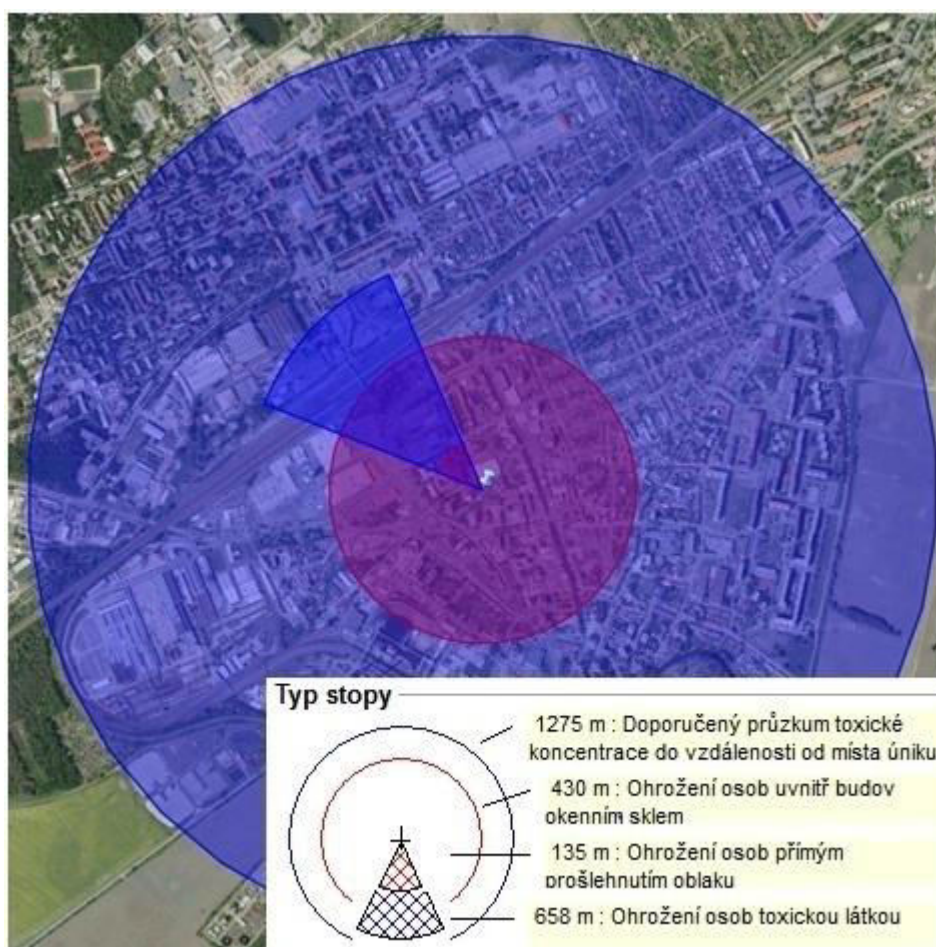 Typ stopy
1275 m : Doporučený průzkum toxické
koncentrace do vzdálenosti od místa úniku
430 m : Ohrožení osob uvnitř budov
okenním sklem
135 m : Ohrožení osob přímým
prošlehnutím oblaku
658 m : Ohrožení osob toxickou látkou